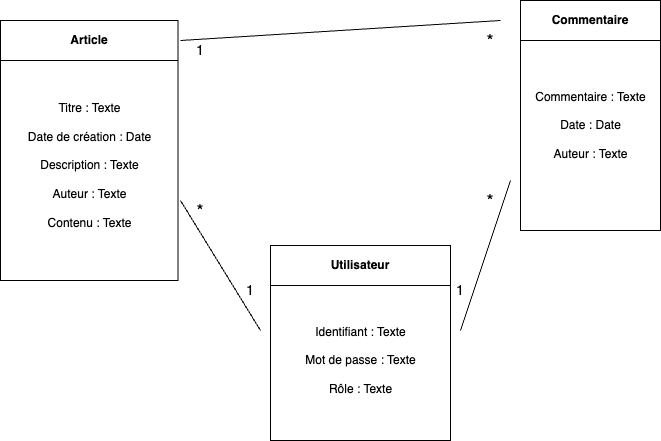 Article
Titre : Texte
Date de création : Date
Description : Texte
Auteur : Texte
Contenu : Texte
1
*
Commentaire
Commentaire : Texte
Date : Date
Auteur : Texte
*
1
*
1
Utilisateur
Identifiant : Texte
Mot de passe : Texte
Rôle : Texte